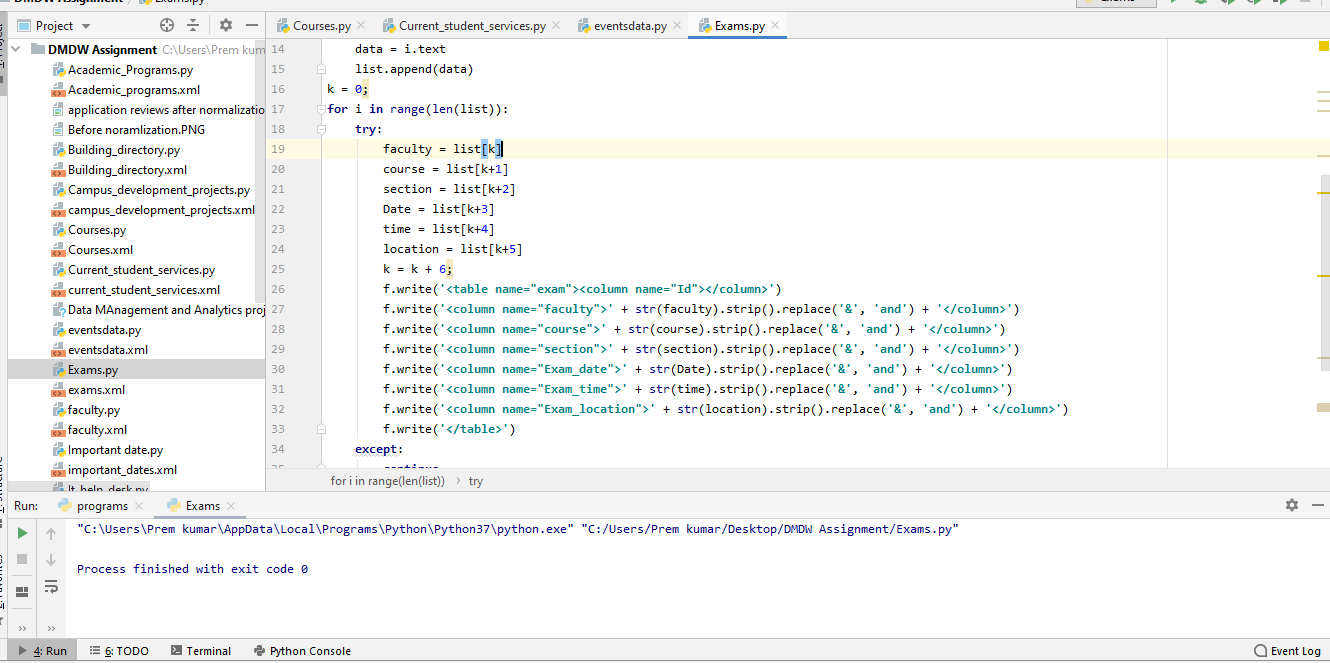 DMDW Assignment Exams.py
Project
Courses.py Current_student_services.py eventsdata.py Exams.py
DMDW Assignment C:\Users\Prem kum
Academic_Programs.py
Academic_programs.xml
application reviews after normalizatio
Before noramlization.PNG
Building_directory.py
Building_directory.xml
Campus_development_projects.py
campus_development_projects.xml
Courses.py
Courses.xml
Current_student_services.py
current_student_services.xml
Data MAnagement and Analytics proj
eventsdata.py
eventsdata.xml
Exams.py
exams.xml
faculty.py
faculty.xml
Important date.py
important_dates.xml
It_help_desk.py
14 data = i.text
15 list.append(data)
16 k = 0;
17 for i in range(len(list)):
18 try:
19 faculty = list[k]
20 course = list[k+1]
21 section = list[k+2]
22 Date = list[k+3]
23 time = list[k+4]
24 location = list[k+5]
25 k = k + 6;
26 f.write('<table name="exam"><column name="Id"></column>')
27 f.write('<column name="faculty">' + str(faculty).strip().replace('&', 'and') + '</column>')
28 f.write('<column name="course">' + str(course).strip().replace('&', 'and') + '</column>')
29 f.write('<column name="section">' + str(section).strip().replace('&', 'and') + '</column>')
30 f.write('<column name="Exam_date">' + str(Date).strip().replace('&', 'and') + '</column>')
31 f.write('<column name="Exam_time">' + str(time).strip().replace('&', 'and') + '</column>')
32 f.write('<column name="Exam_location">' + str(location).strip().replace('&', 'and') + '</column>')
33 f.write('</table>')
34 except:
35 continue
for i in range(len(list)) › try
Run: programs Exams
"C:\Users\Prem kumar\AppData\Local\Programs\Python\Python37\python.exe" "C:/Users/Prem kumar/Desktop/DMDW Assignment/Exams.py"
Process finished with exit code 0
4: Run 6: TODO Terminal Python Console Event Log